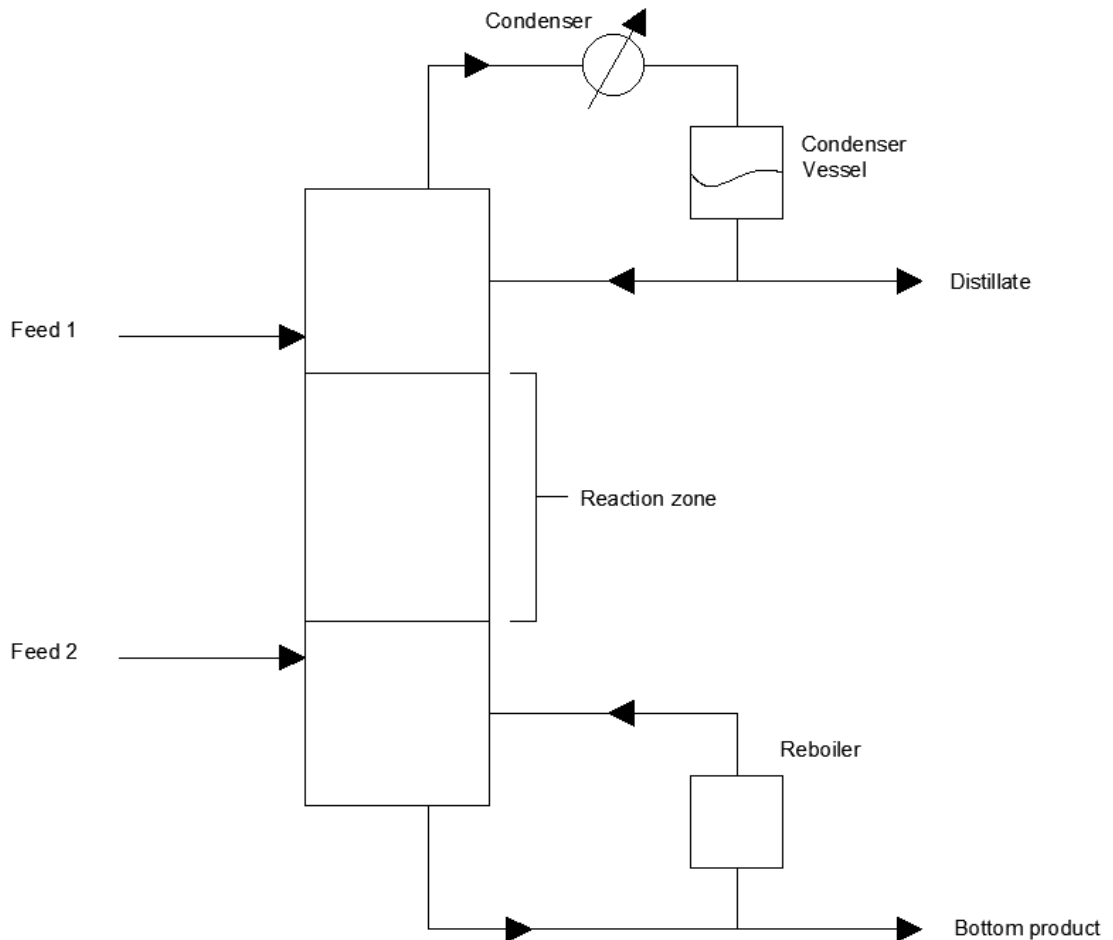 Condenser
Condenser
Vessel
Distillate
Feed 1
Reaction zone
Feed 2
Reboiler
Bottom product